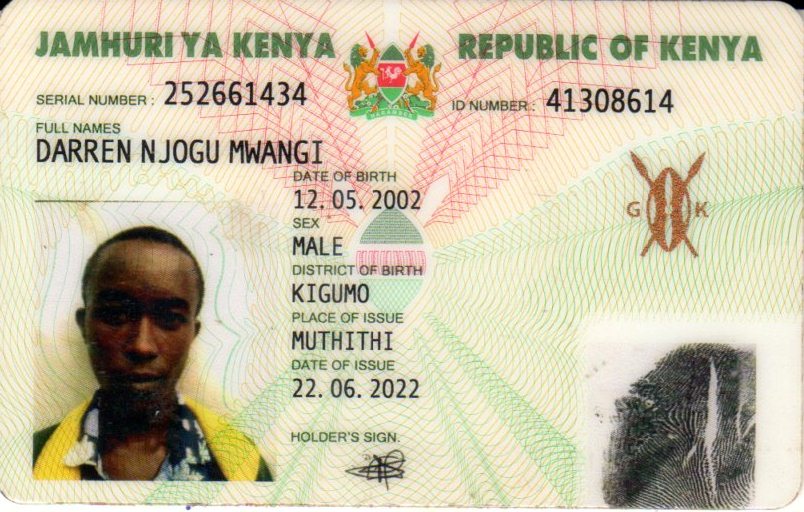 JAMHURI YA KENYA REPUBLIC OF KENYA
SERIAL NUMBER : 252661434 ID NUMBER : 41308614
FULL NAMES
DARREN NJOGU MWANGI
DATE OF BIRTH
12.05.2002
SEX
MALE
G K
DISTRICT OF BIRTH
KIGUMO
PLACE OF ISSUE
MUTHITHI
DATE OF ISSUE
22.06.2022
HOLDER'S SIGN.